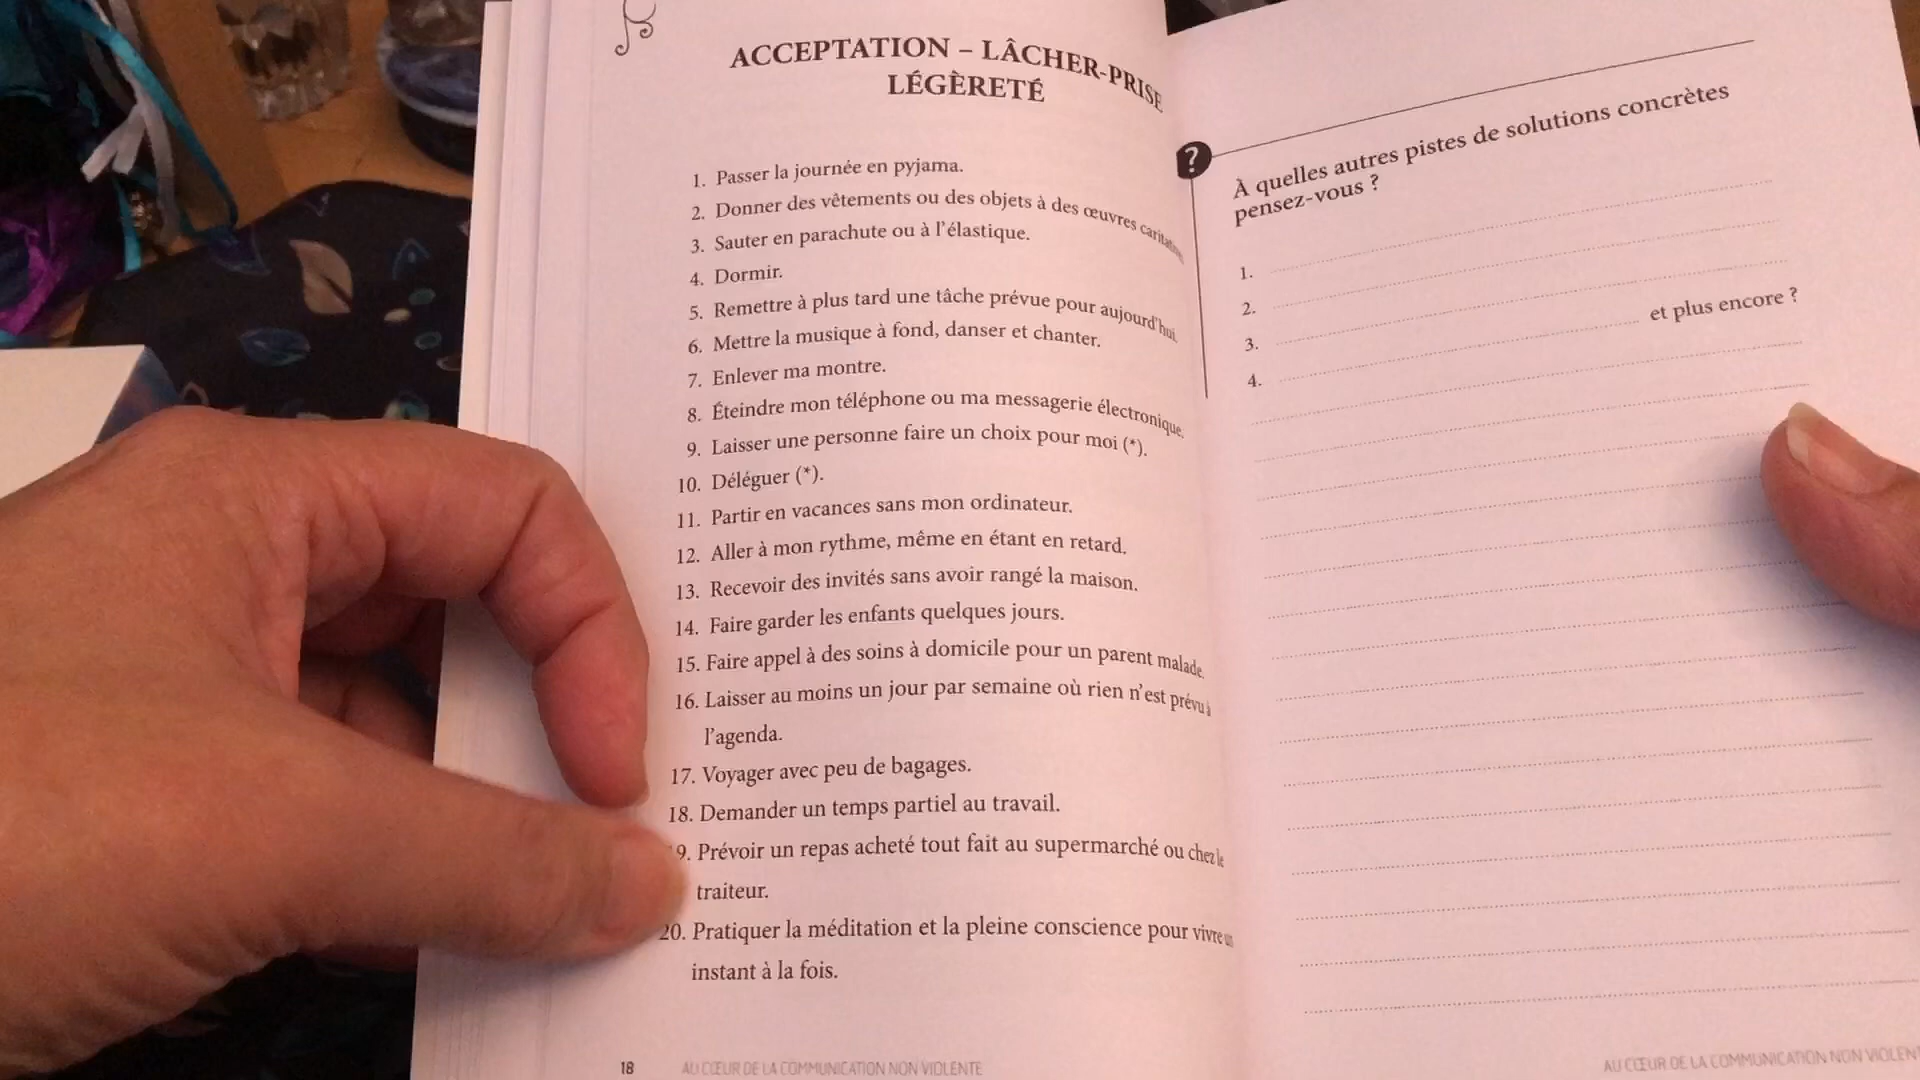 ACCEPTATION – LÂCHER-PRISE
LÉGÈRETÉ
1. Passer la journée en pyjama.
2. Donner des vêtements ou des objets à des œuvres
3. Sauter en parachute ou à l'élastique.
4. Dormir.
5. Remettre à plus tard une tâche prévue pour aujourd'hui.
6. Mettre la musique à fond, danser et chanter.
7. Enlever ma montre.
8. Éteindre mon téléphone ou ma messagerie électronique.
9. Laisser une personne faire un choix pour moi (*).
10. Déléguer (*).
11. Partir en vacances sans mon ordinateur.
12. Aller à mon rythme, même en étant en retard.
13. Recevoir des invités sans avoir rangé la maison.
14. Faire garder les enfants quelques jours.
15. Faire appel à des soins à domicile pour un parent malade.
16. Laisser au moins un jour par semaine où rien n'est prévu à
l'agenda.
17. Voyager avec peu de bagages.
18. Demander un temps partiel au travail.
9. Prévoir un repas acheté tout fait au supermarché ou chez le
traiteur.
20. Pratiquer la méditation et la pleine conscience pour vivre un
instant à la fois.
18 AU CŒUR DE LA COMMUNICATION NON VIOLENTE
?
À quelles autres pistes de solutions concrètes
pensez-vous ?
1.
2.
3.
4. et plus encore ?
AU CŒUR DE LA COMMUNICATION NON VIOLENT